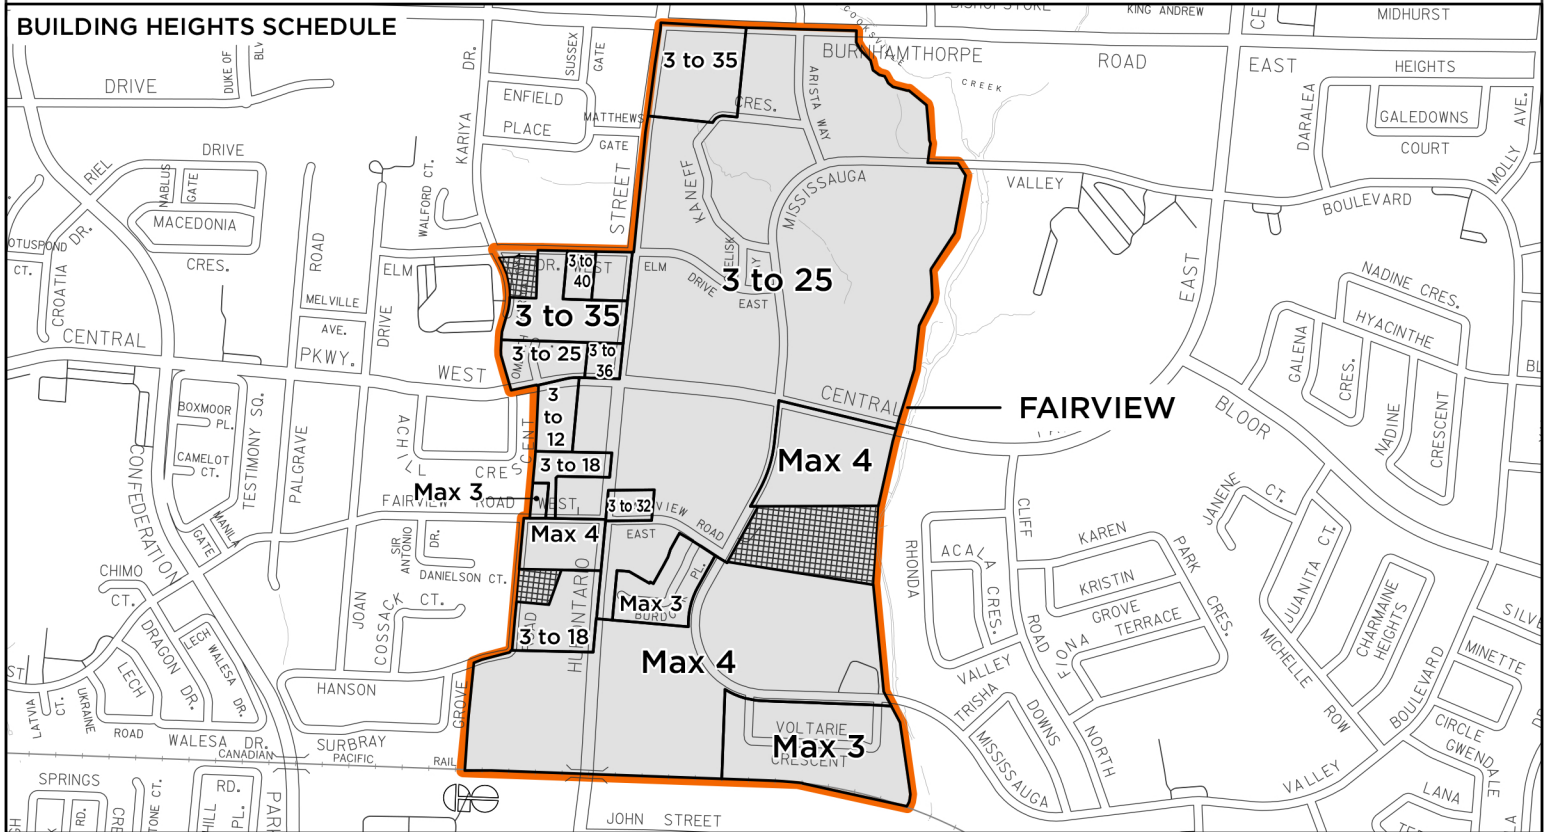 BUILDING HEIGHTS SCHEDULE
COOKSVILLE
CREEK
KING ANDREW
MIDHURST
DRIVE
DUKE OF
DR.
SUSSEX
GATE
3 to 35
BURNHAMTHORPE
ROAD
EAST
HEIGHTS
ENFIELD
PLACE
MATTHEWS
GATE
CRES.
ARISTA WAY
DARALEA
GALEDOWNS
COURT
MOLLY AVE.
RIEL
DRIVE
KARIYA
NABLUS
GATE
MACEDONIA
CRES.
WALFORD CT.
STREET
KANEFF
MISSISSAUGA
VALLEY
BOULEVARD
DR.
CT.
CROATIA
ROAD
ELM
DR.
3 to
40
ELM
DRIVE
EAST
3 to 25
EAST
NADINE CRES.
HYACINTHE
GALENA
CRES.
NADINE
CRESCENT
MELVILLE
AVE.
DRIVE
3 to 35
CENTRAL
PKWY.
WEST
3 to 25
3 to
36
CENTRAL
FAIRVIEW
BLOOR
BOXMOOR
PL.
CAMELOT
CT.
TESTIMONY SQ.
PALGRAVE
ACHILL
CRESCENT
3
to
12
3 to 18
Max 4
CONFEDERATION
Max 3
FAIRVIEW
ROAD
WEST
3 to 32
VIEW
ROAD
EAST
MANILA
GATE
SIR
ANTONIO
DR.
DANIELSON CT.
Max 4
HURONTARIO
PL.
Max 3
RHONDA
ACALA
CRES.
CLIFF
ROAD
KAREN
KRISTIN
GROVE
TERRACE
FIONA
PARK
CRES.
JANENE
CT.
JUANITA CT.
CHARMAINE
HEIGHTS
MICHELLE
ROW
CHIMO
CT.
JOAN
COSSACK
CT.
3 to 18
Max 4
DRAGON
DR.
LECH
WALESA
DR.
LECH
UKRAINE
LATVIA
CT.
ROAD
WALESA DR.
HANSON
GROVE
SURBRAY
CANADIAN
PACIFIC
RAIL
VALLEY
TRISHA
DOWNS
NORTH
MISSISSAUGA
VALLEY
BOULEVARD
MINETTE
CIRCLE
GWENDALE
LANA
VOLTARIE
CRESCENT
Max 3
SPRINGS
RD.
RD.
HILL
PL.
JOHN STREET